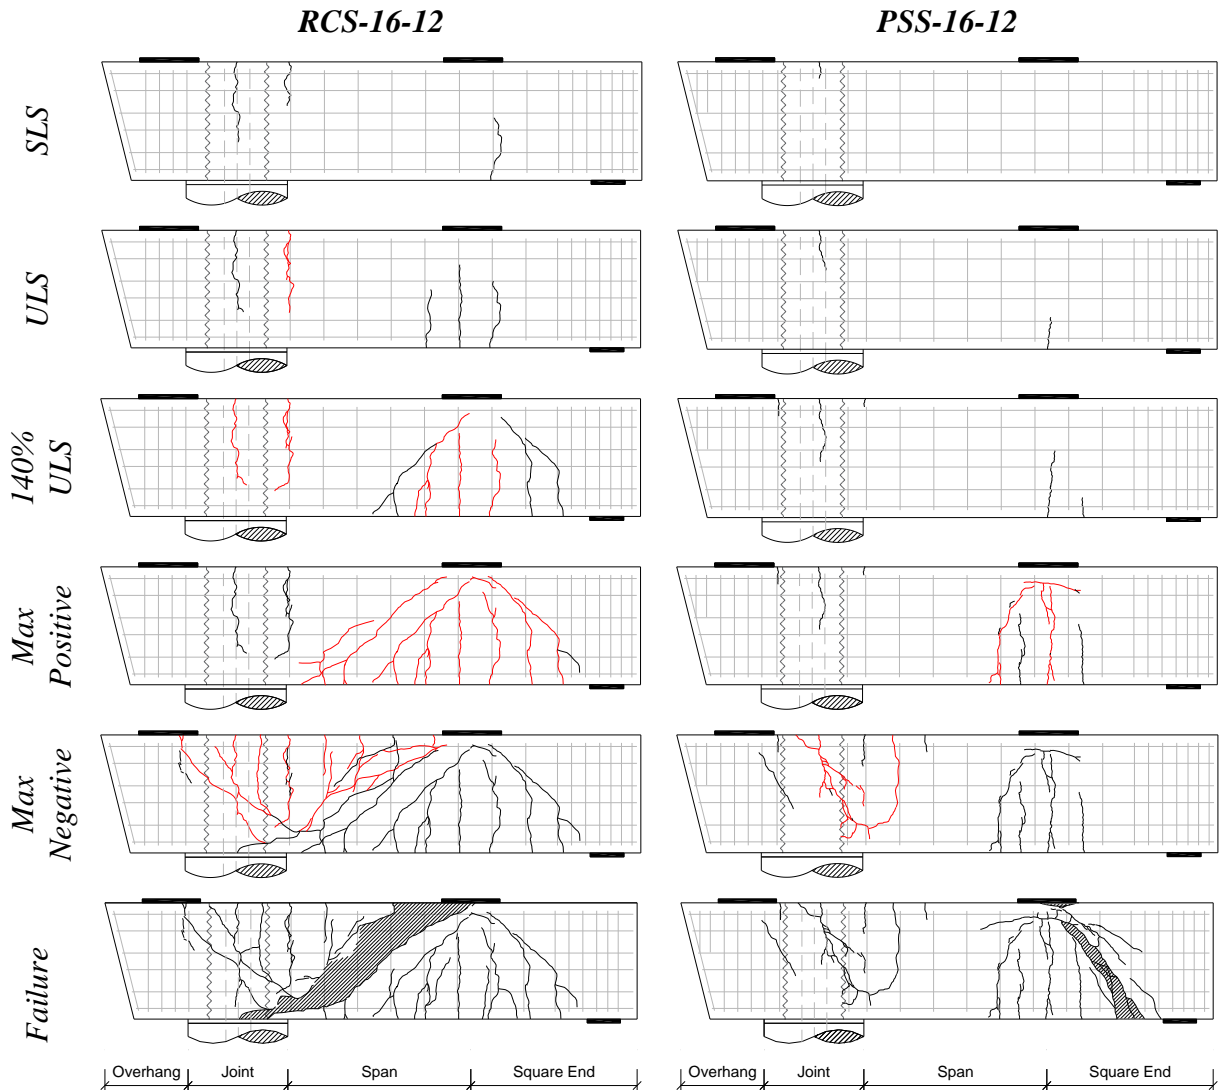 RCS-16-12
PSS-16-12
SLS
ULS
140%
ULS
Max
Positive
Max
Negative
Failure
Overhang
Joint
Span
Square End
Overhang
Joint
Span
Square End